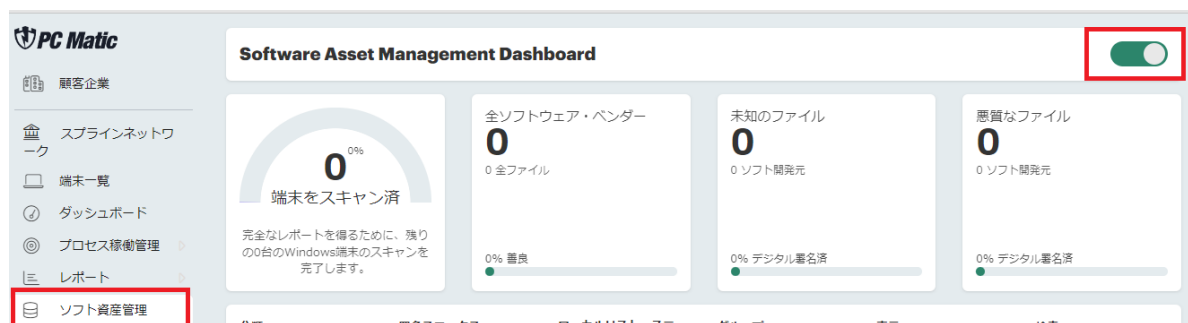 PC Matic
顧客企業
スプラインネットワ
ーク
端末一覧
ダッシュボード
プロセス稼働管理
レポート
ソフト資産管理
Software Asset Management Dashboard
0%
0
端末をスキャン済
完全なレポートを得るために、残り
の0台のWindows端末のスキャンを
完了します。
全ソフトウェア・ベンダー
0
0 全ファイル
0% 善良
未知のファイル
0
0 ソフト開発元
0% デジタル署名済
悪質なファイル
0
0 ソフト開発元
0% デジタル署名済